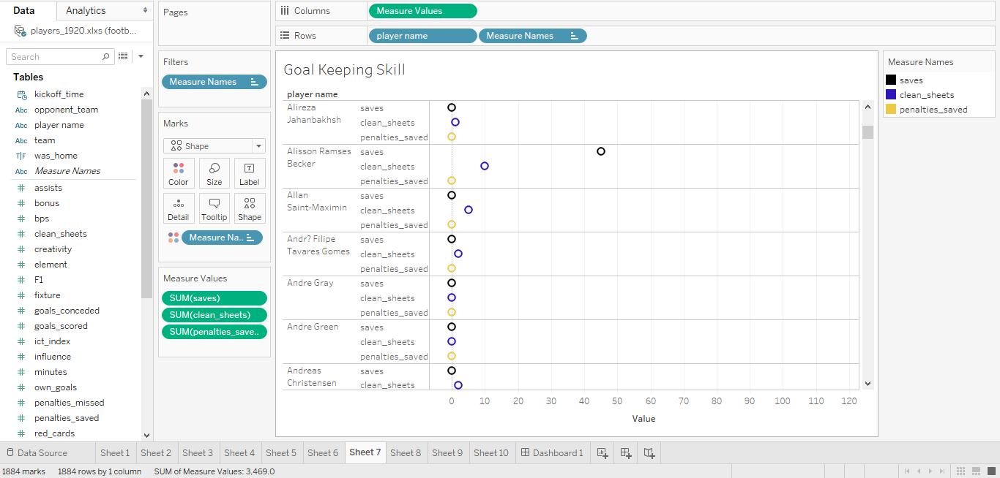 Data
Analytics
players_1920.xlxs (footb...
Search
Tables
kickoff_time
Abc opponent_team
Abc player name
Abc team
T|F was_home
Abc Measure Names
assists
bonus
bps
clean_sheets
creativity
element
F1
fixture
goals_conceded
goals_scored
ict_index
influence
minutes
own_goals
penalties_missed
penalties_saved
red_cards
Pages
Filters
Measure Names
Marks
Shape
Color
Size
Label
Detail
Tooltip
Shape
Measure Na..
Measure Values
SUM(saves)
SUM(clean_sheets)
SUM(penalties_save..
Columns
Measure Values
Rows
player name
Measure Names
Goal Keeping Skill
player name
Alireza
Jahanbakhsh
saves
clean_sheets
penalties_saved
Alisson Ramses
Becker
saves
clean_sheets
penalties_saved
Allan
Saint-Maximin
saves
clean_sheets
penalties_saved
Andr? Filipe
Tavares Gomes
saves
clean_sheets
penalties_saved
Andre Gray
saves
clean_sheets
penalties_saved
Andre Green
saves
clean_sheets
penalties_saved
Andreas
Christensen
saves
clean_sheets
0 10 20 30 40 50 60 70 80 90 100 110 120
Value
Measure Names
saves
clean_sheets
penalties_saved
Data Source
Sheet 1
Sheet 2
Sheet 3
Sheet 4
Sheet 5
Sheet 6
Sheet 7
Sheet 8
Sheet 9
Sheet 10
Dashboard 1
1884 marks
1884 rows by 1 column
SUM of Measure Values: 3,469.0